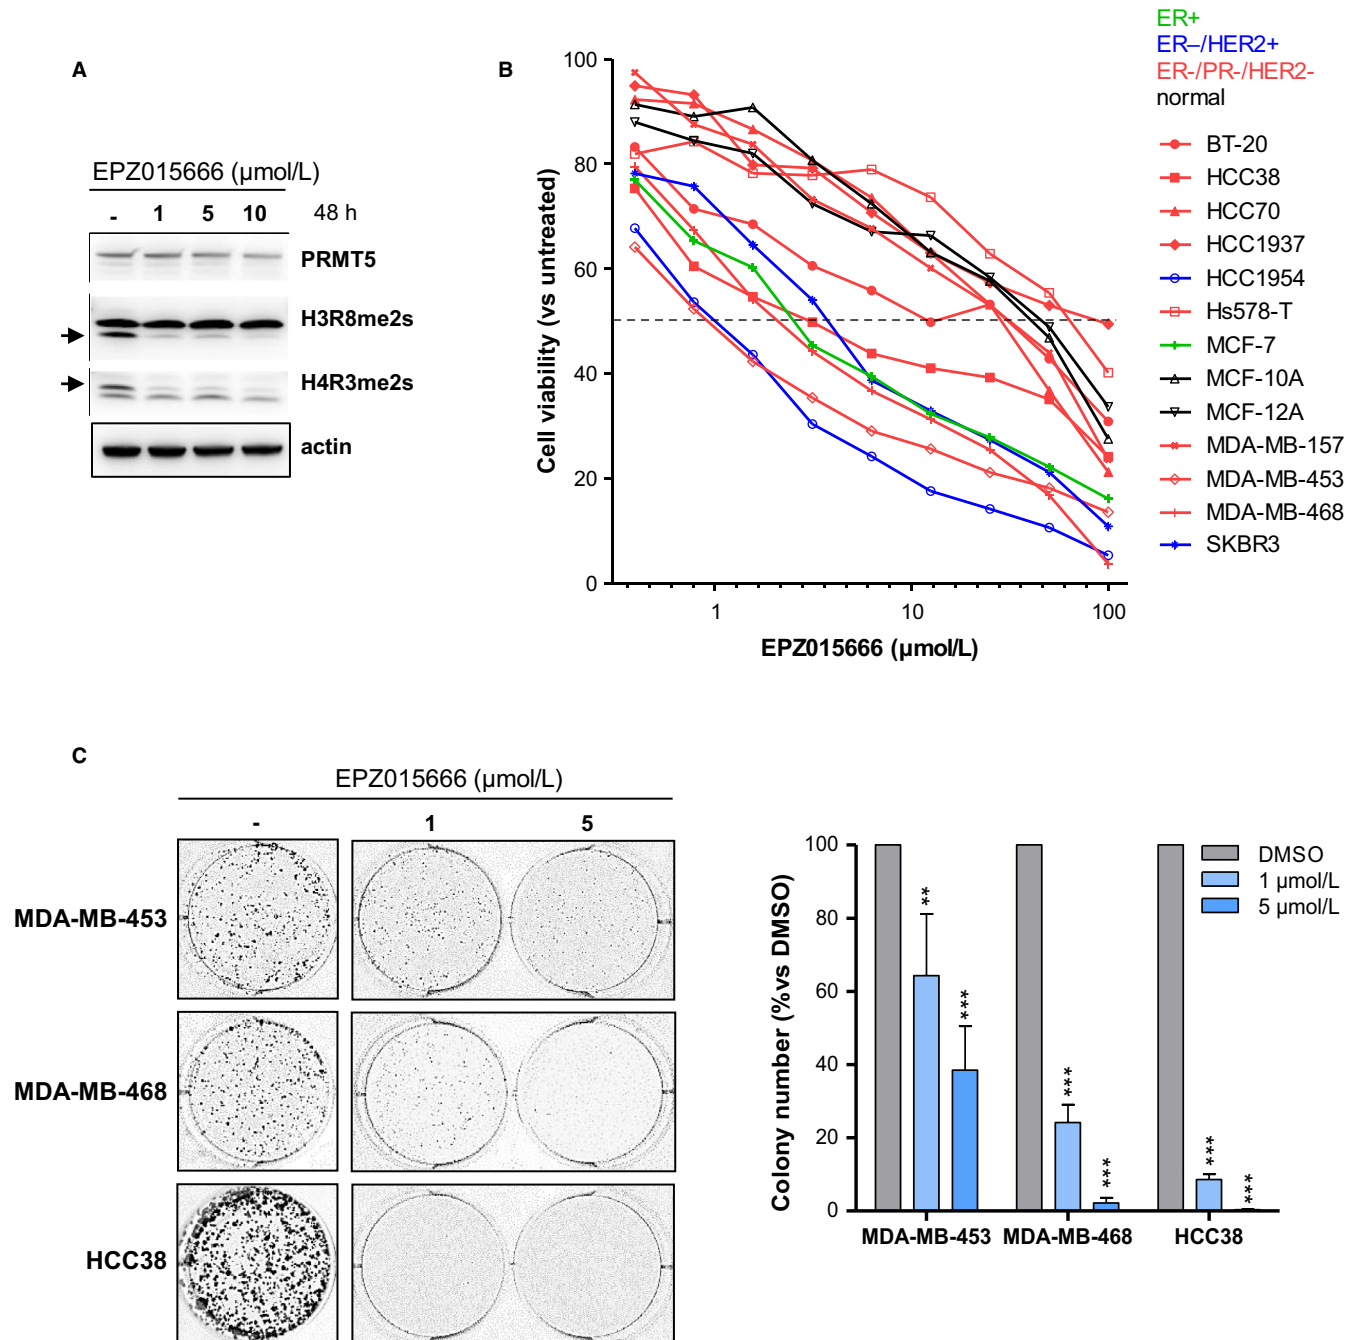 A
EPZ015666 (µmol/L)
- 1 5 10 48 h
PRMT5
H3R8me2s
H4R3me2s
actin
B
ER+
ER–/HER2+
ER-/PR-/HER2-
normal
BT-20
HCC38
HCC70
HCC1937
HCC1954
Hs578-T
MCF-7
MCF-10A
MCF-12A
MDA-MB-157
MDA-MB-453
MDA-MB-468
SKBR3
Cell viability (vs untreated)
100
80
60
40
20
0
1 10 100
EPZ015666 (µmol/L)
C
EPZ015666 (µmol/L)
- 1 5
MDA-MB-453
MDA-MB-468
HCC38
Colony number (%vs DMSO)
100
80
60
40
20
0
** *** *** *** *** ***
MDA-MB-453 MDA-MB-468 HCC38
DMSO
1 µmol/L
5 µmol/L